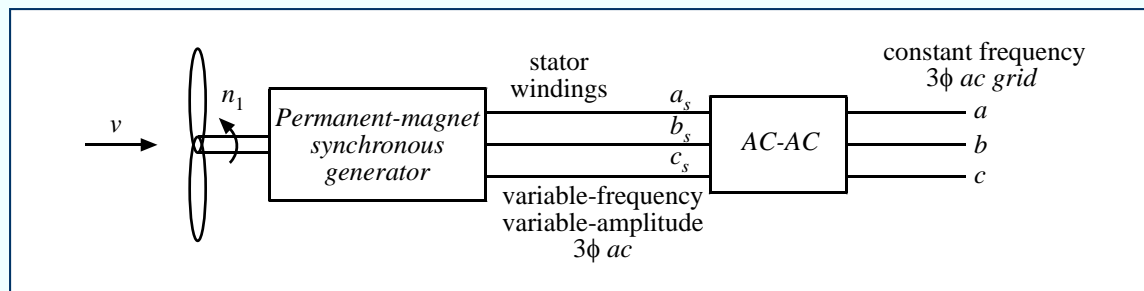 v
n1
Permanent-magnet
synchronous
generator
stator
windings
as
bs
cs
variable-frequency
variable-amplitude
3ϕ ac
AC-AC
constant frequency
3ϕ ac grid
a
b
c